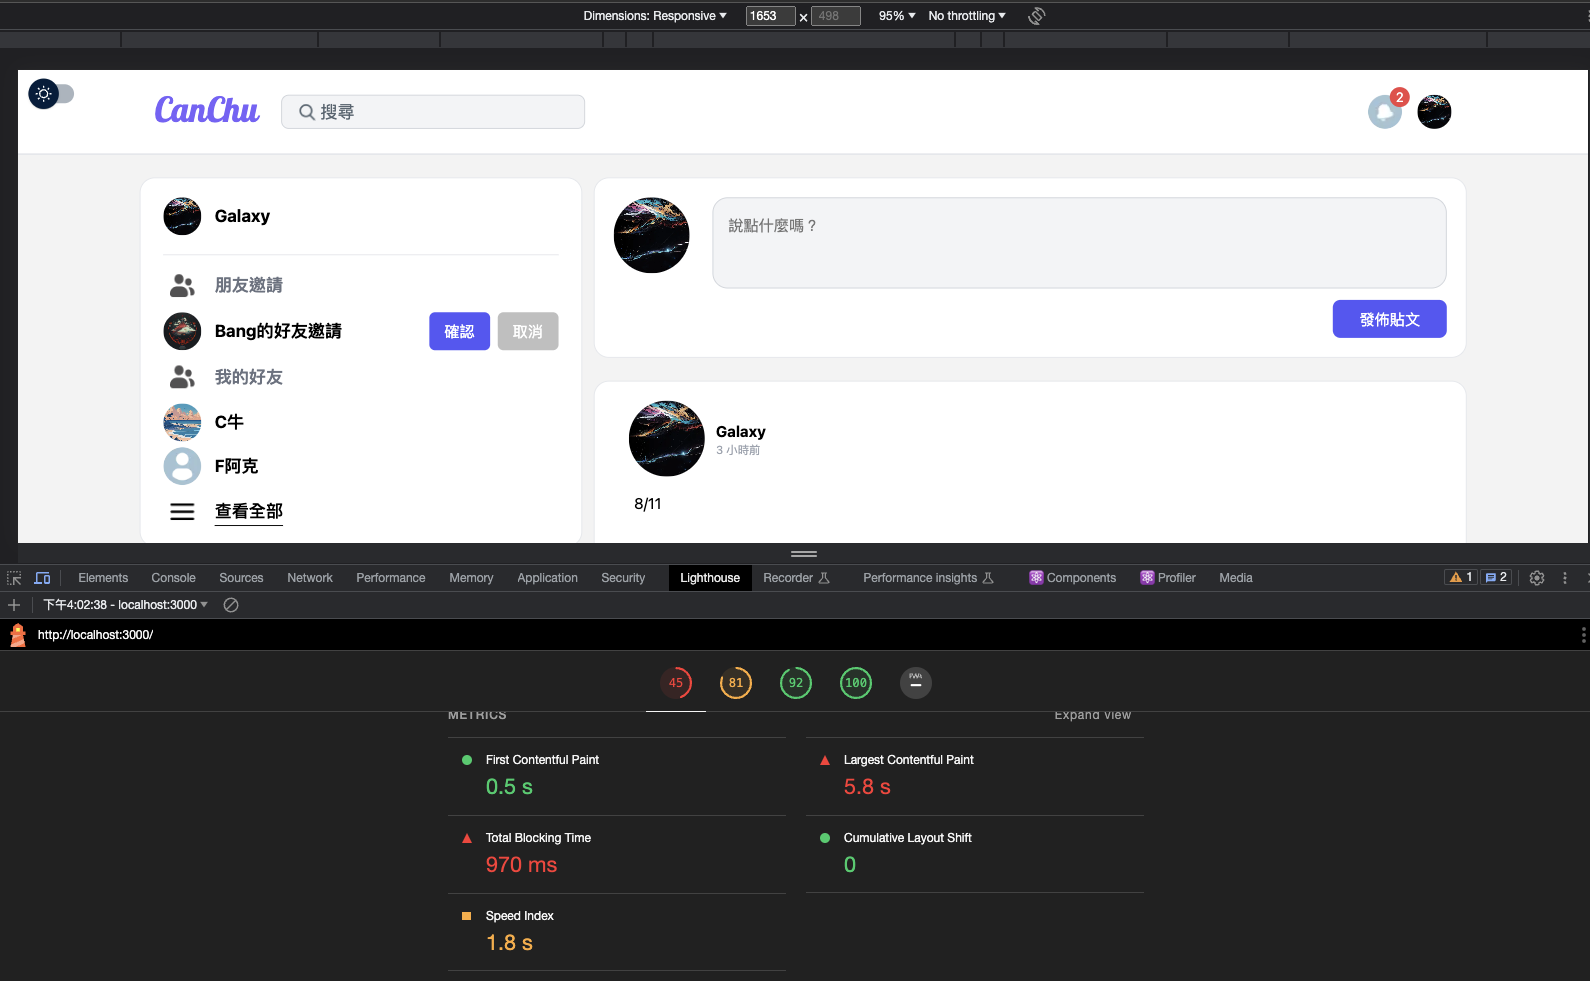 Dimensions: Responsive
1653 × 498
95%
No throttling
CanChu
搜尋
2
Galaxy
朋友邀請
Bang的好友邀請
確認
取消
我的好友
C牛
F阿克
查看全部
說點什麼嗎？
發佈貼文
Galaxy
3 小時前
8/11
Elements
Console
Sources
Network
Performance
Memory
Application
Security
Lighthouse
Recorder
Performance insights
Components
Profiler
Media
1
2
下午4:02:38 - localhost:3000
http://localhost:3000/
45
81
92
100
PWA
METRICS
Expand view
First Contentful Paint
0.5 s
Largest Contentful Paint
5.8 s
Total Blocking Time
970 ms
Cumulative Layout Shift
0
Speed Index
1.8 s